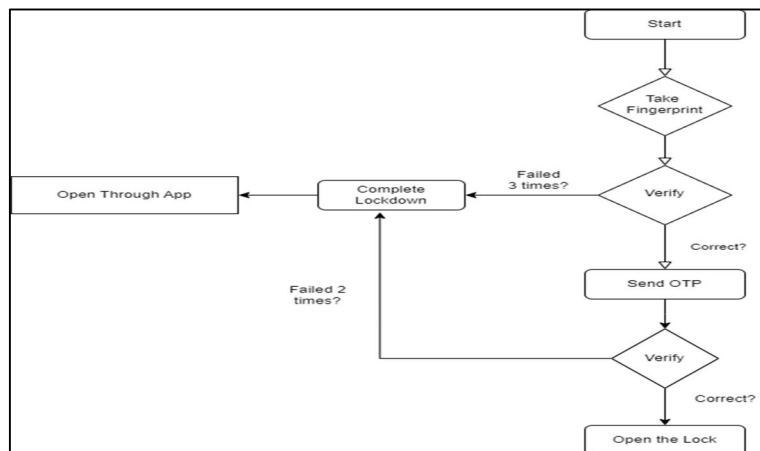 Start
Take
Fingerprint
Open Through App
Complete
Lockdown
Failed
3 times?
Verify
Correct?
Send OTP
Failed 2
times?
Verify
Correct?
Open the Lock